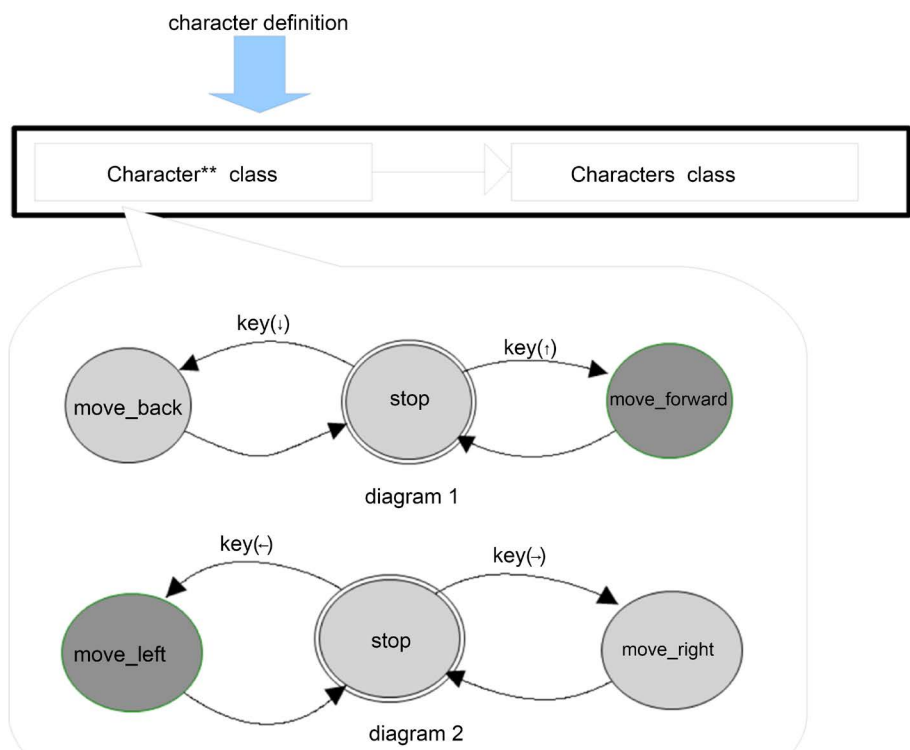 character definition
Character** class
Characters class
key(↓)
key(↑)
move_back
stop
move_forward
diagram 1
key(←)
key(→)
move_left
stop
move_right
diagram 2